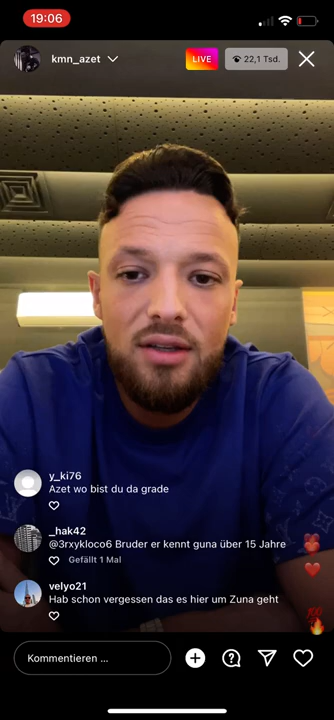 19:06
kmn_azet
LIVE
22,1 Tsd.
y_ki76
Azet wo bist du da grade
_hak42
@3rxykloco6 Bruder er kennt guna über 15 Jahre
Gefällt 1 Mal
velyo21
Hab schon vergessen das es hier um Zuna geht
Kommentieren ...